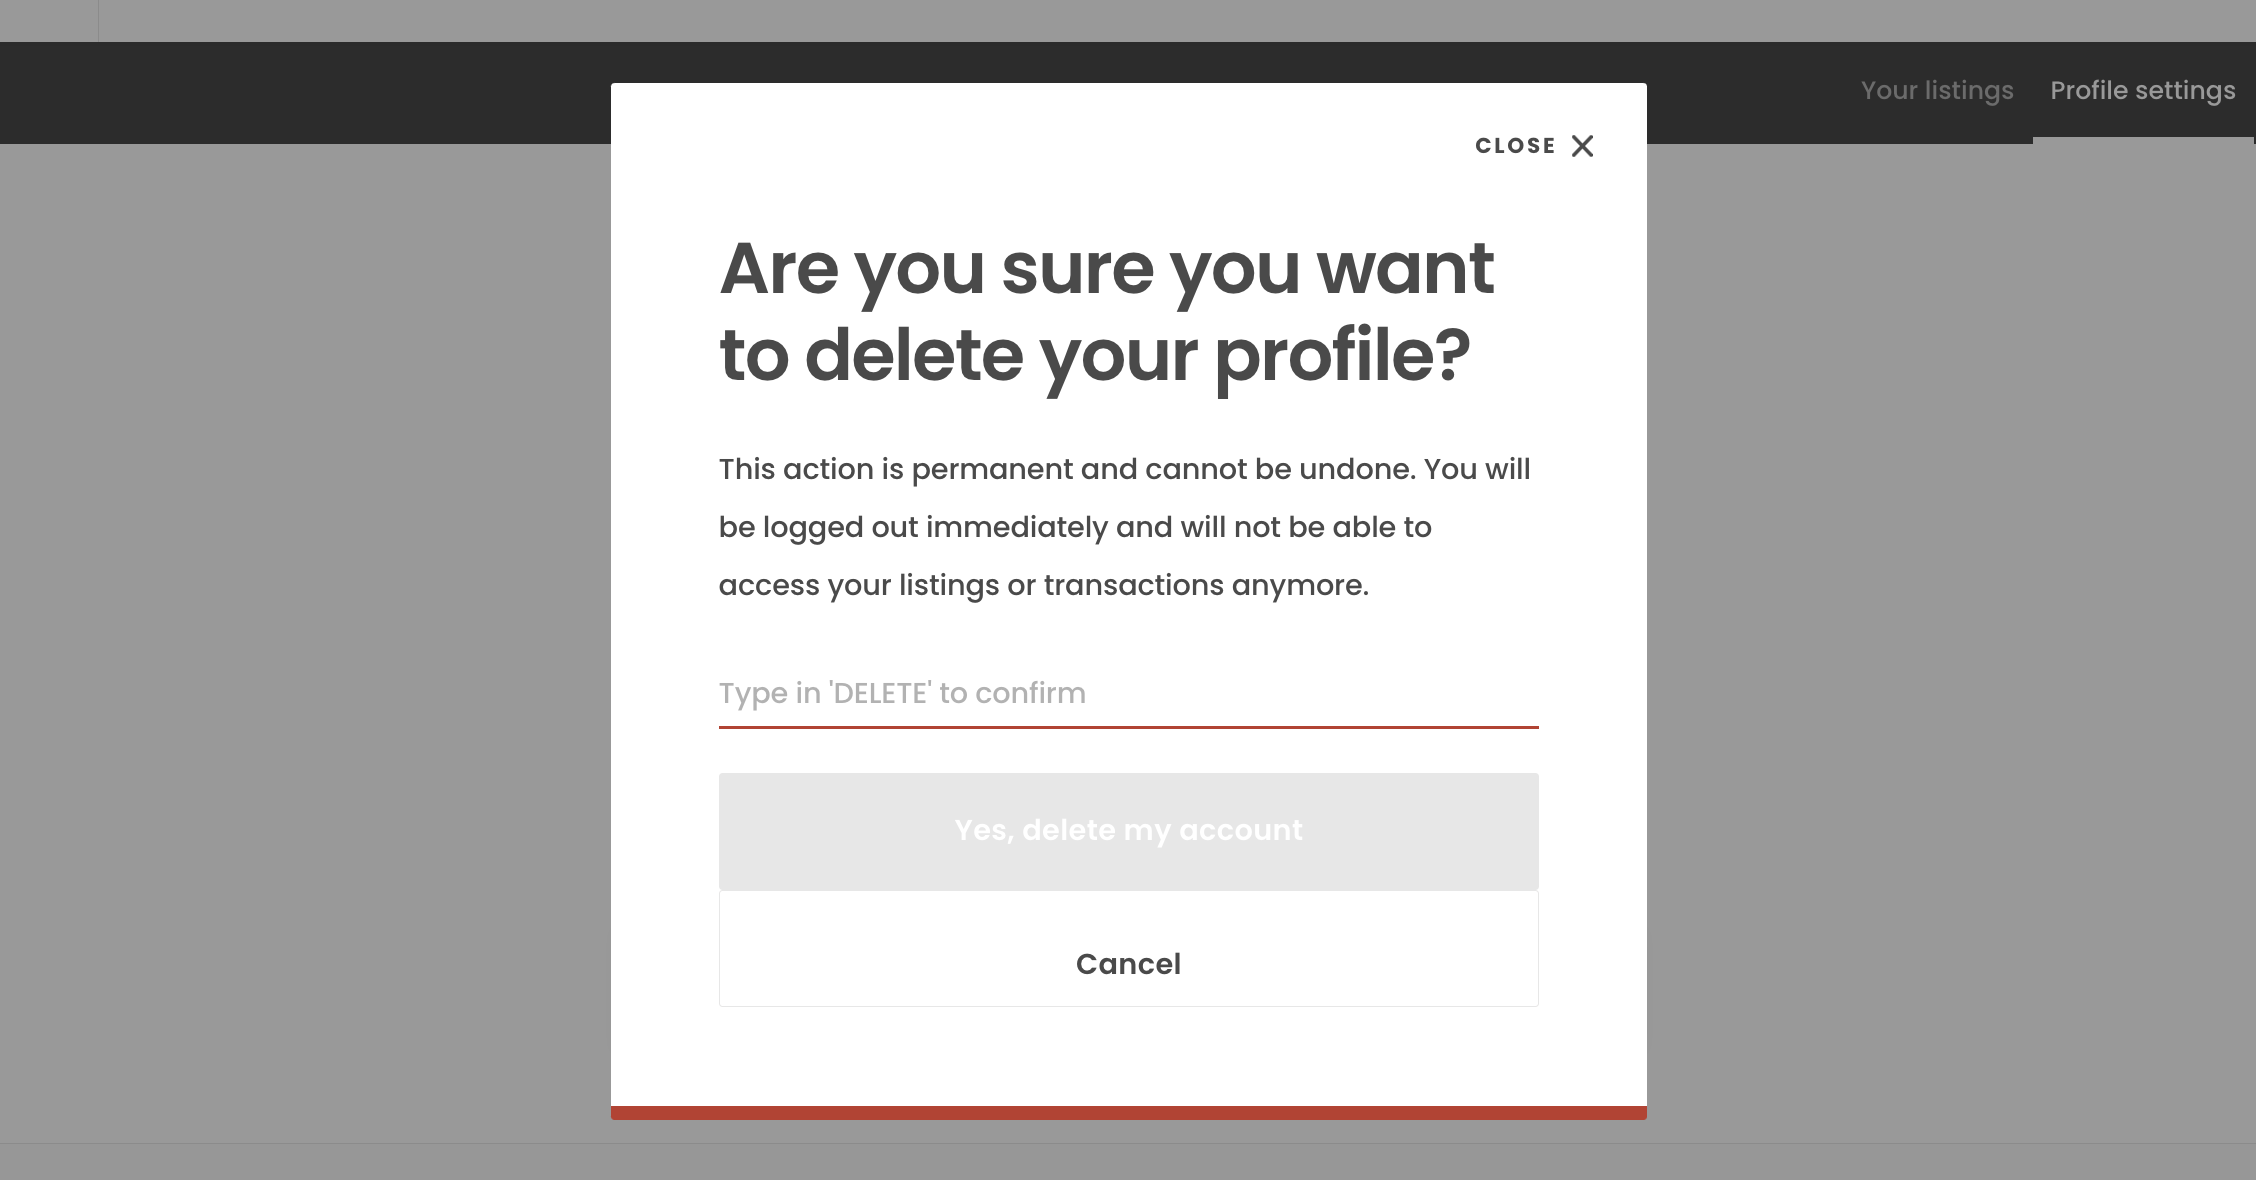 Your listings Profile settings
CLOSE
Are you sure you want
to delete your profile?
This action is permanent and cannot be undone. You will
be logged out immediately and will not be able to
access your listings or transactions anymore.
Type in 'DELETE' to confirm
Yes, delete my account
Cancel